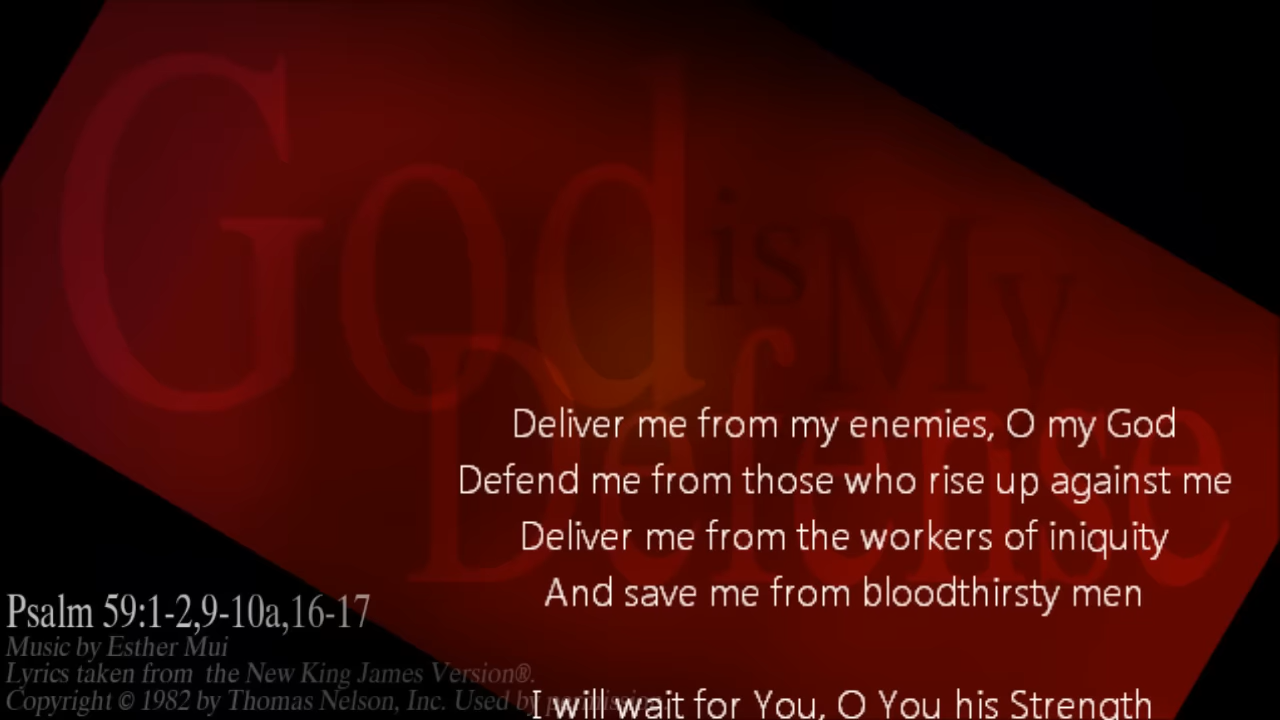 God is My
Defense
Deliver me from my enemies, O my God
Defend me from those who rise up against me
Deliver me from the workers of iniquity
And save me from bloodthirsty men
I will wait for You, O You his Strength
Psalm 59:1-2,9-10a,16-17
Music by Esther Mui
Lyrics taken from the New King James Version®.
Copyright © 1982 by Thomas Nelson, Inc. Used by permission.